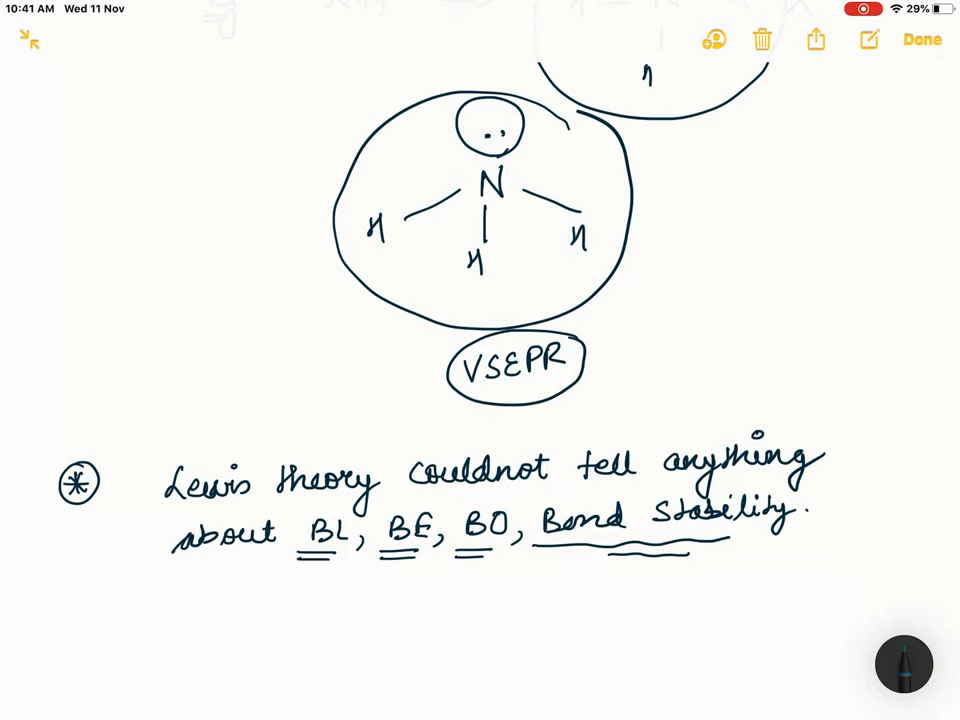 10:41 AM Wed 11 Nov
29%
Done
H
N
H
H
H
VSEPR
Lewis theory couldnot tell anything
about BL, BE, BO, Bond Stability.